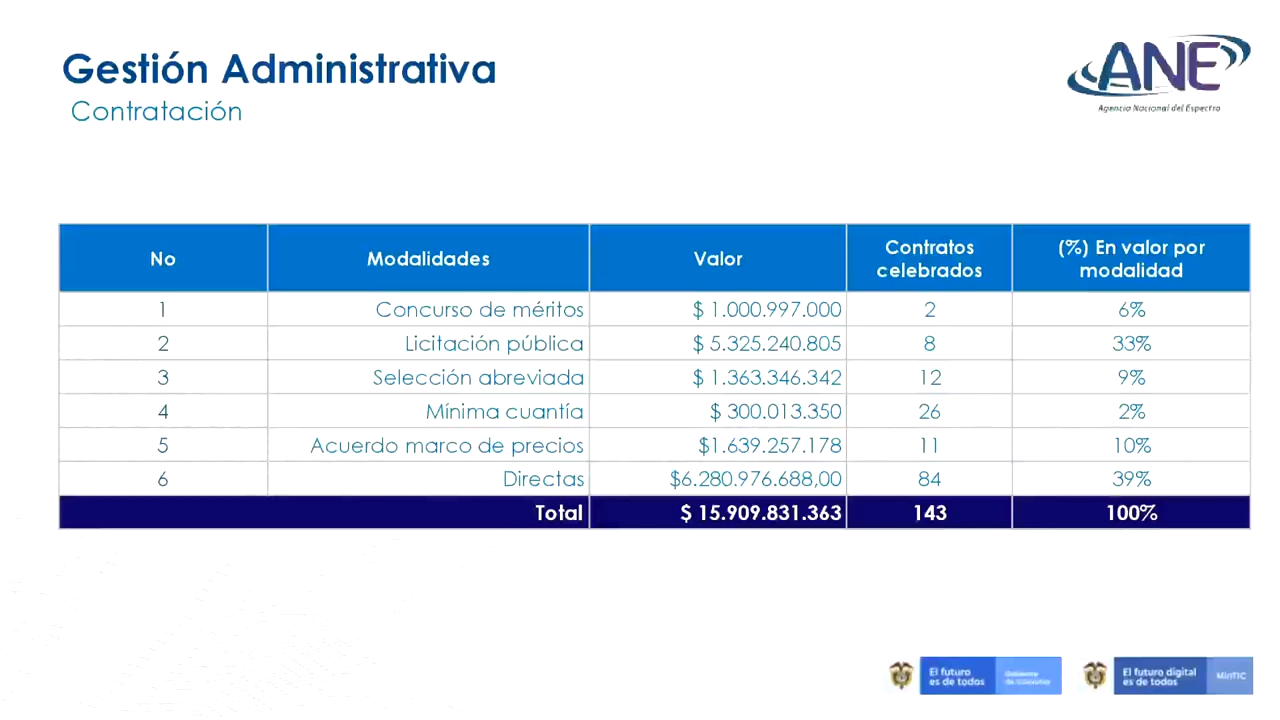 Gestión Administrativa
Contratación
ANE
Agencia Nacional del Espectro
No Modalidades Valor Contratos celebrados (%) En valor por modalidad
1 Concurso de méritos $ 1.000.997.000 2 6%
2 Licitación pública $ 5.325.240.805 8 33%
3 Selección abreviada $ 1.363.346.342 12 9%
4 Mínima cuantía $ 300.013.350 26 2%
5 Acuerdo marco de precios $1.639.257.178 11 10%
6 Directas $6.280.976.688,00 84 39%
Total $ 15.909.831.363 143 100%
El futuro es de todos
Gobierno de Colombia
El futuro digital es de todos
MinTIC